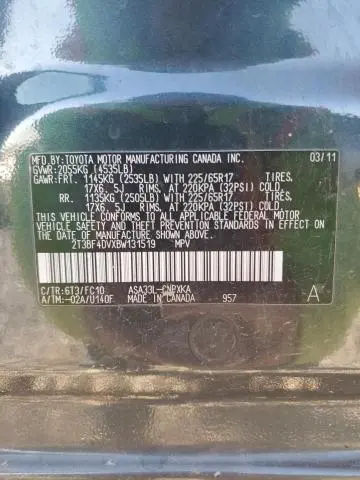 MFD.BY:TOYOTA MOTOR MANUFACTURING CANADA INC.
GVWR:2055KG (4535LB) 03/11
GAWR:FRT. 1145KG (2535LB) WITH 225/65R17 TIRES,
17X6.5J RIMS, AT 220KPA (32PSI) COLD
RR. 1135KG (2505LB) WITH 225/65R17 TIRES,
17X6.5J RIMS, AT 220KPA (32PSI) COLD.
THIS VEHICLE CONFORMS TO ALL APPLICABLE FEDERAL MOTOR
VEHICLE SAFETY AND THEFT PREVENTION STANDARDS IN EFFECT ON
THE DATE OF MANUFACTURE SHOWN ABOVE.
2T3BF4DVXBW131519 MPV
C/TR:6T3/FC10 ASA33L-CNPXKA A
A/TM:-02A/U140F MADE IN CANADA 957